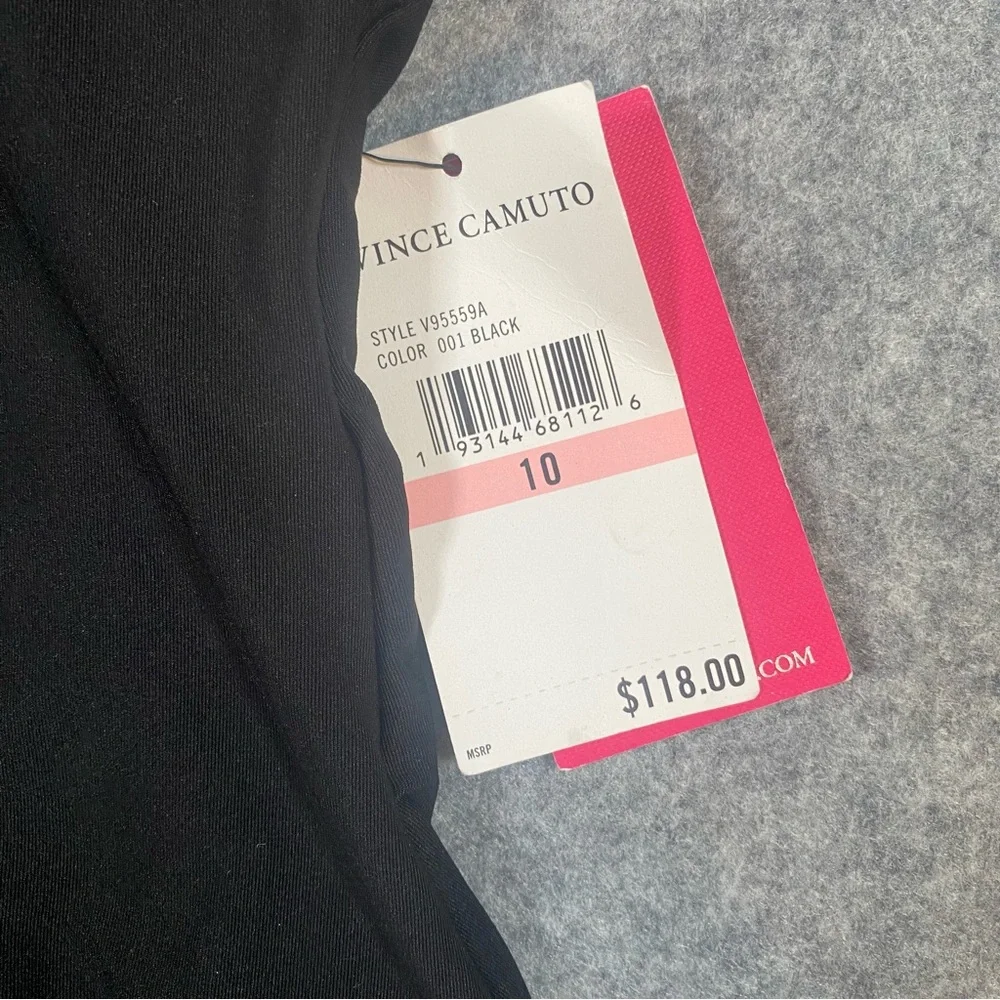 VINCE CAMUTO
STYLE V95559A
COLOR 001 BLACK
1 93144 68112 6
10
$118.00
MSRP
.COM